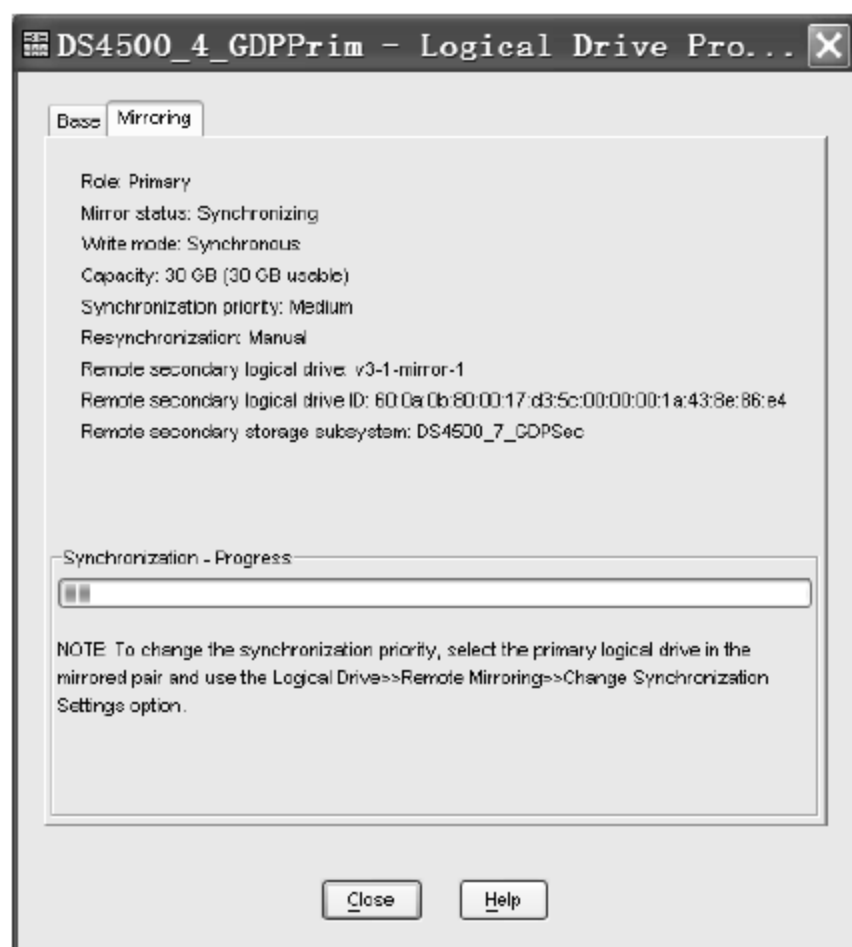 DS4500_4_GDPPrim - Logical Drive Pro...
Base
Mirroring
Role: Primary
Mirror status: Synchronizing
Write mode: Synchronous
Capacity: 30 GB (30 GB usable)
Synchronization priority: Medium
Resynchronization: Manual
Remote secondary logical drive: v3-1-mirror-1
Remote secondary logical drive ID: 60:0a:0b:80:00:17:d3:5c:00:00:00:1a:43:8e:86:e4
Remote secondary storage subsystem: DS4500_7_GDPSec
Synchronization - Progress
NOTE: To change the synchronization priority, select the primary logical drive in the
mirrored pair and use the Logical Drive>>Remote Mirroring>>Change Synchronization
Settings option.
Close
Help